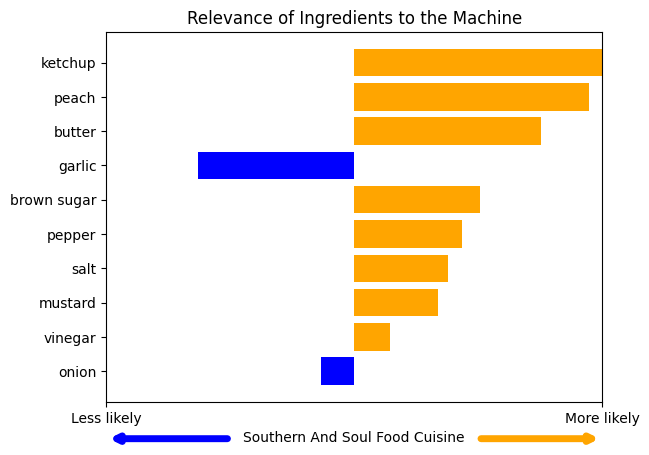 Relevance of Ingredients to the Machine
ketchup
peach
butter
garlic
brown sugar
pepper
salt
mustard
vinegar
onion
Less likely
More likely
Southern And Soul Food Cuisine